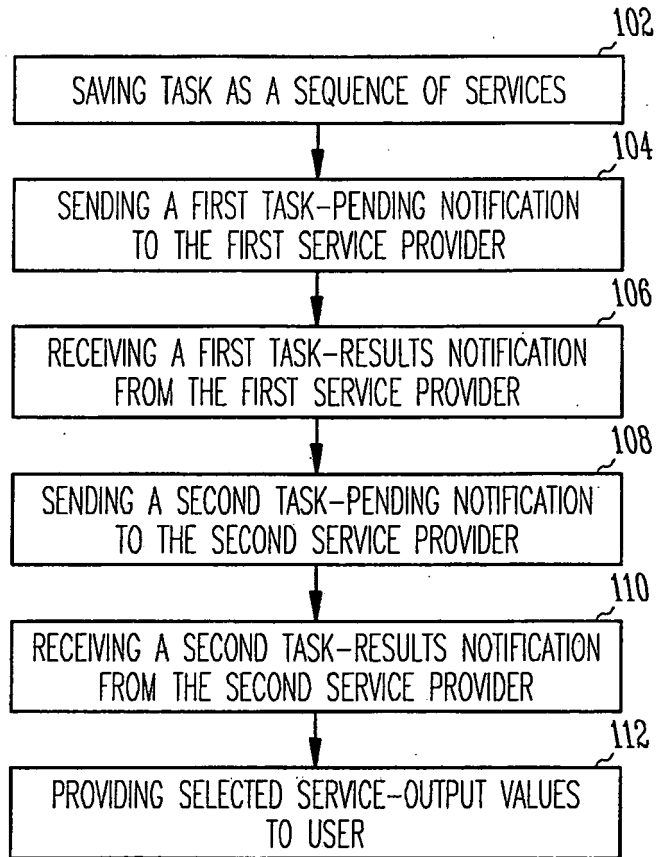 102
SAVING TASK AS A SEQUENCE OF SERVICES
104
SENDING A FIRST TASK-PENDING NOTIFICATION
TO THE FIRST SERVICE PROVIDER
106
RECEIVING A FIRST TASK-RESULTS NOTIFICATION
FROM THE FIRST SERVICE PROVIDER
108
SENDING A SECOND TASK-PENDING NOTIFICATION
TO THE SECOND SERVICE PROVIDER
110
RECEIVING A SECOND TASK-RESULTS NOTIFICATION
FROM THE SECOND SERVICE PROVIDER
112
PROVIDING SELECTED SERVICE-OUTPUT VALUES
TO USER